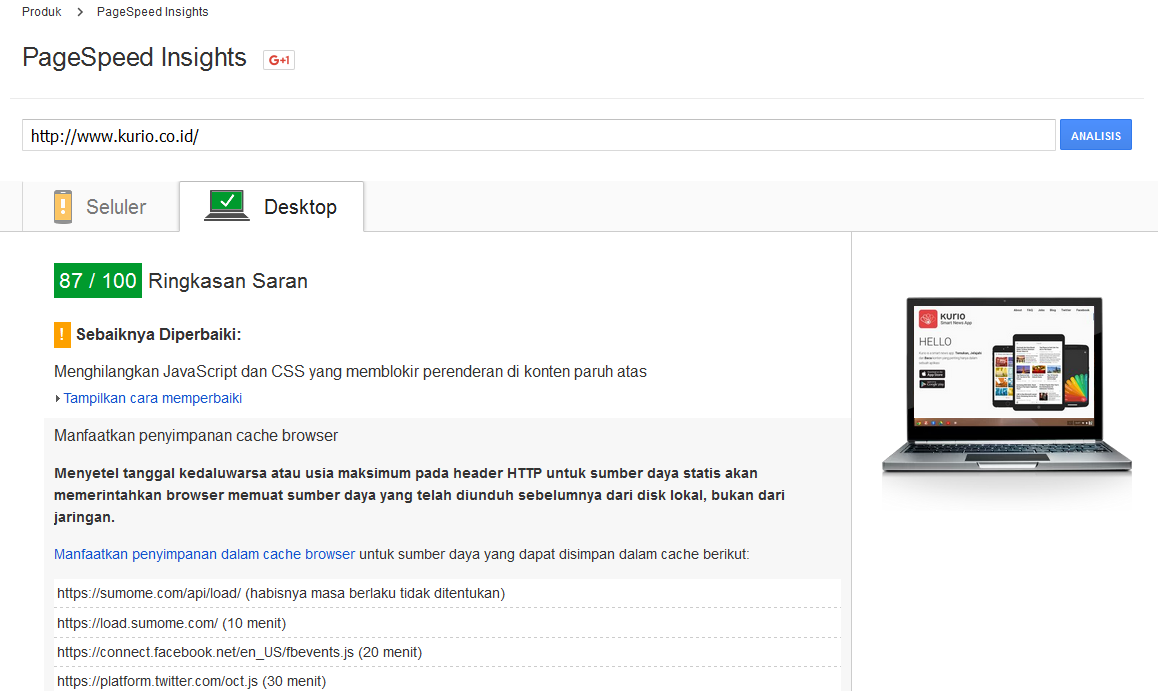 Produk > PageSpeed Insights
PageSpeed Insights G+1
http://www.kurio.co.id/ ANALISIS
Seluler Desktop
87 / 100 Ringkasan Saran
! Sebaiknya Diperbaiki:
Menghilangkan JavaScript dan CSS yang memblokir perenderan di konten paruh atas
Tampilkan cara memperbaiki
Manfaatkan penyimpanan cache browser
Menyetel tanggal kedaluwarsa atau usia maksimum pada header HTTP untuk sumber daya statis akan
memerintahkan browser memuat sumber daya yang telah diunduh sebelumnya dari disk lokal, bukan dari
jaringan.
Manfaatkan penyimpanan dalam cache browser untuk sumber daya yang dapat disimpan dalam cache berikut:
https://sumome.com/api/load/ (habisnya masa berlaku tidak ditentukan)
https://load.sumome.com/ (10 menit)
https://connect.facebook.net/en_US/fbevents.js (20 menit)
https://platform.twitter.com/oct.js (30 menit)
KURIO
Smart News App
HELLO